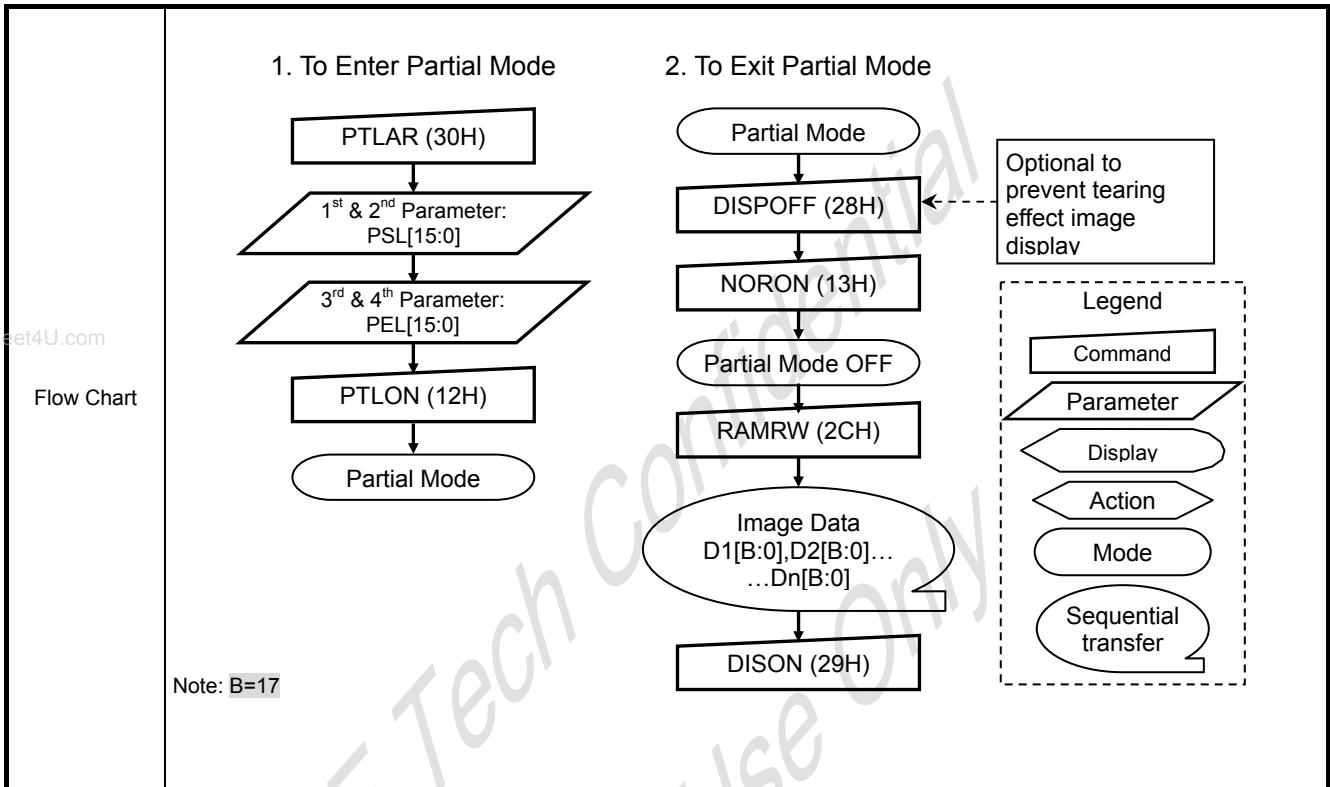 Flow Chart
1. To Enter Partial Mode
PTLAR (30H)
1st & 2nd Parameter:
PSL[15:0]
3rd & 4th Parameter:
PEL[15:0]
PTLON (12H)
Partial Mode
2. To Exit Partial Mode
Partial Mode
DISPOFF (28H)
NORON (13H)
Partial Mode OFF
RAMRW (2CH)
Image Data
D1[B:0],D2[B:0]…
…Dn[B:0]
DISON (29H)
Optional to
prevent tearing
effect image
display
Legend
Command
Parameter
Display
Action
Mode
Sequential
transfer
Note: B=17
eet4U.com
Tech Confidential
Use Only